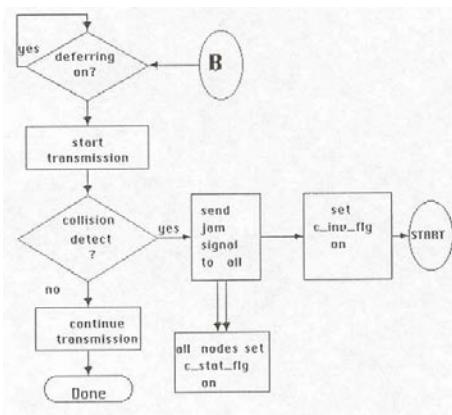 yes
deferring
on?
B
start
transmission
collision
detect
?
yes
send
jam
signal
to all
set
c_inv_flg
on
START
no
continue
transmission
all nodes set
c_stat_flg
on
Done